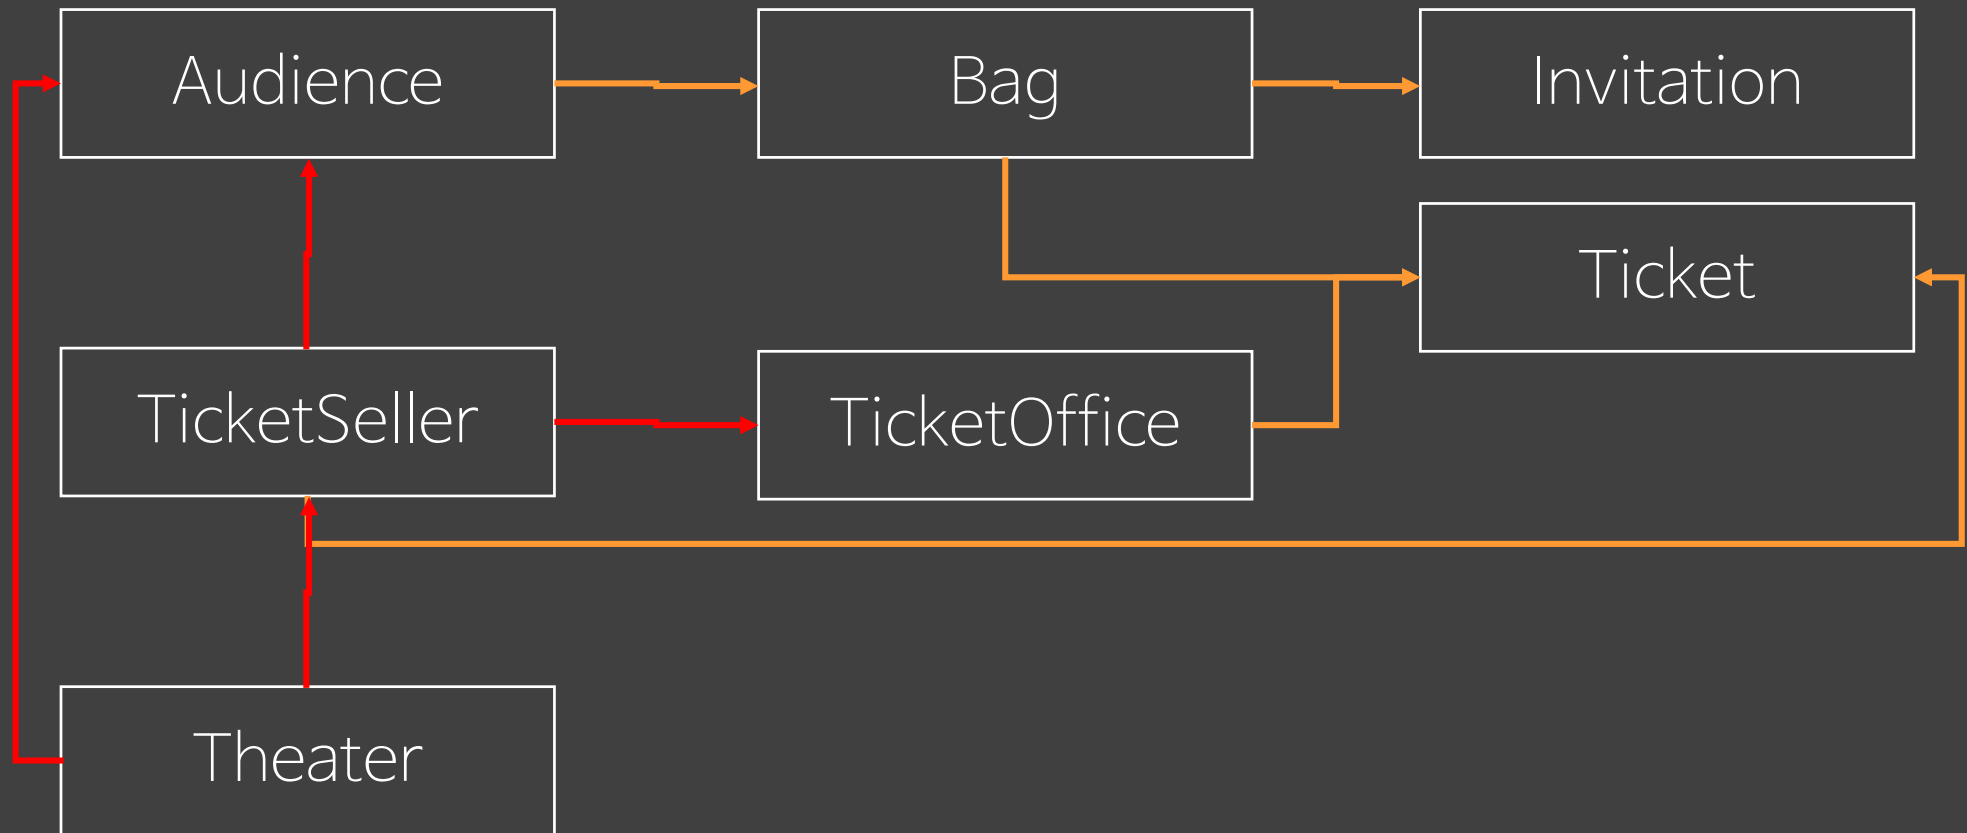 Audience
Bag
Invitation
Ticket
TicketSeller
TicketOffice
Theater